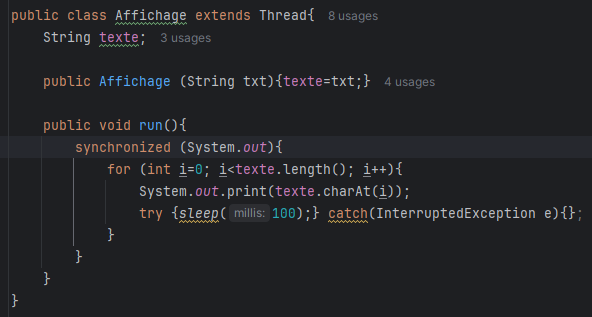 public class Affichage extends Thread{ 8 usages
String texte; 3 usages
public Affichage (String txt){texte=txt;} 4 usages
public void run(){
synchronized (System.out){
for (int i=0; i<texte.length(); i++){
System.out.print(texte.charAt(i));
try {sleep( millis: 100);} catch(InterruptedException e){};
}
}
}
}